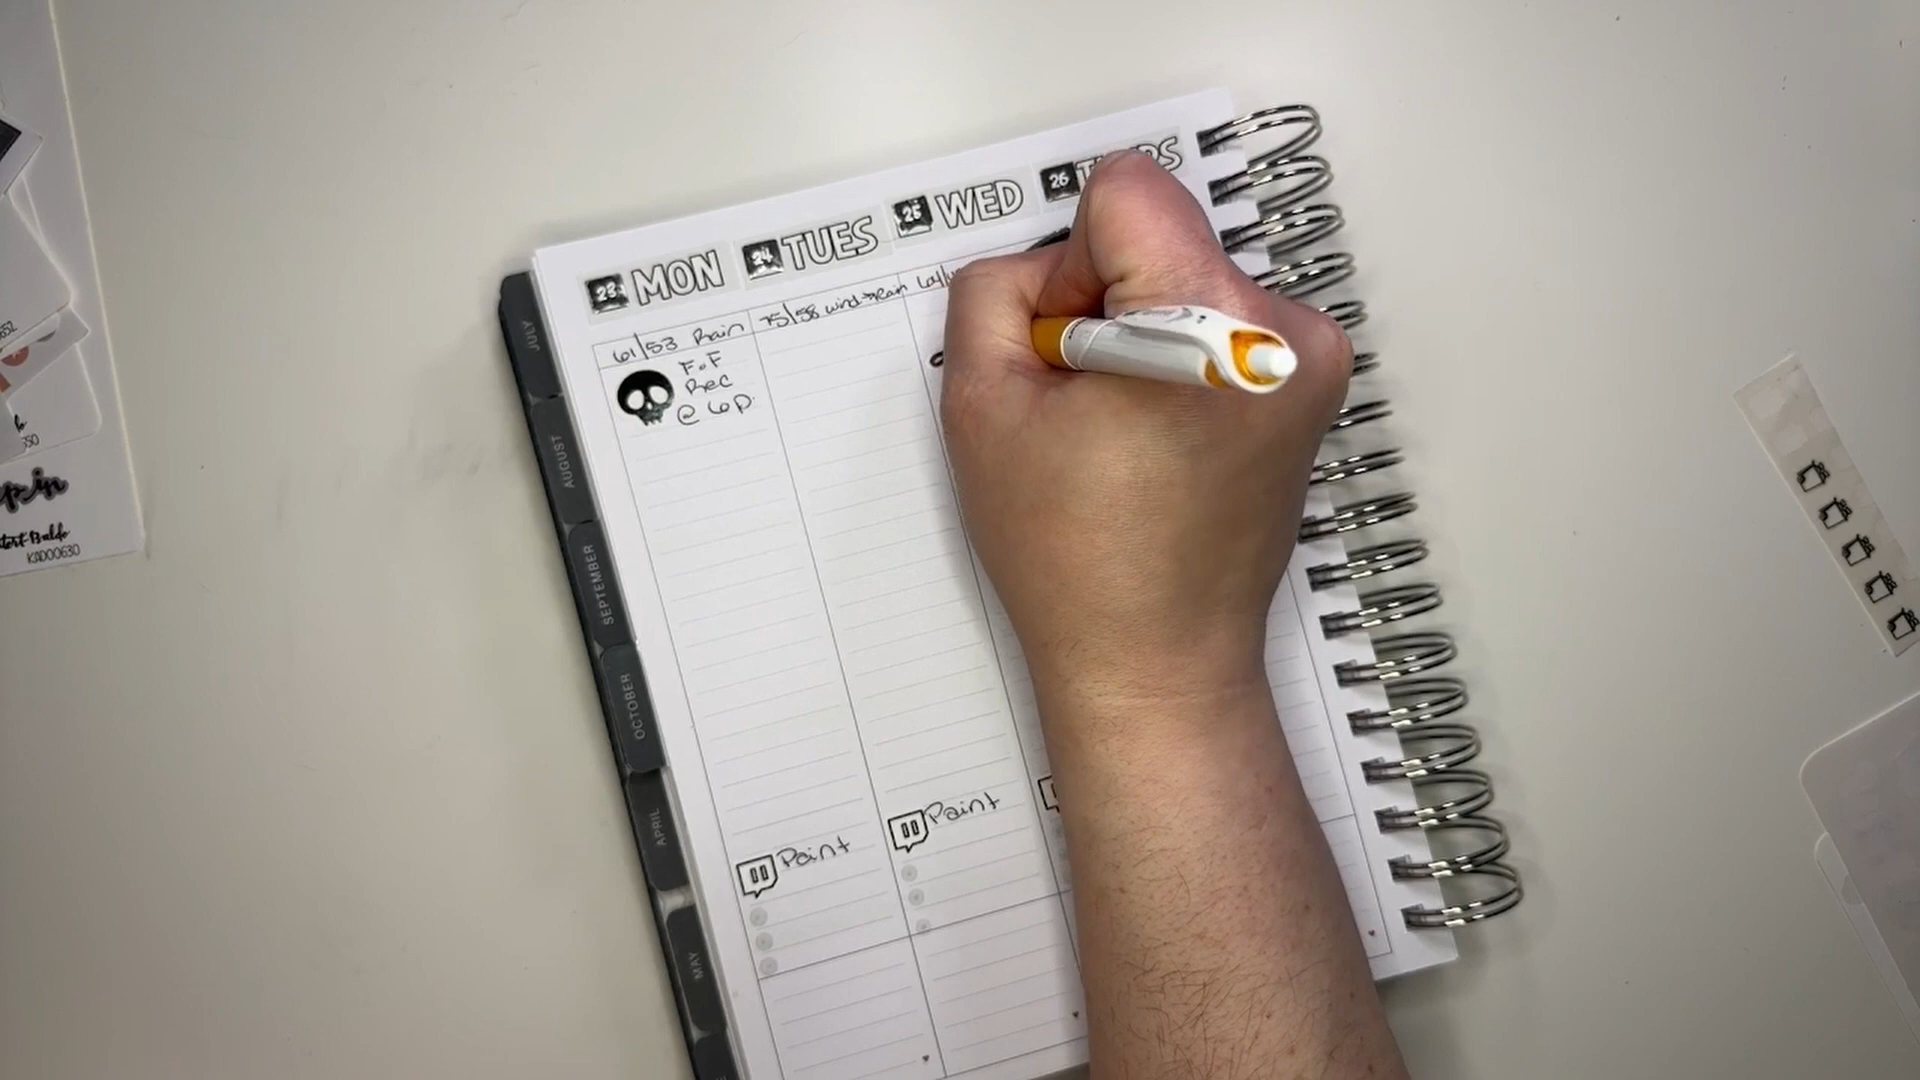 23 MON
24 TUES
25 WED
26
61/53 Rain
75/58 wind→Rain
F.F
Rec
@ 6p.
Paint
Paint
JULY
AUGUST
SEPTEMBER
OCTOBER
APRIL
MAY
KAD00630